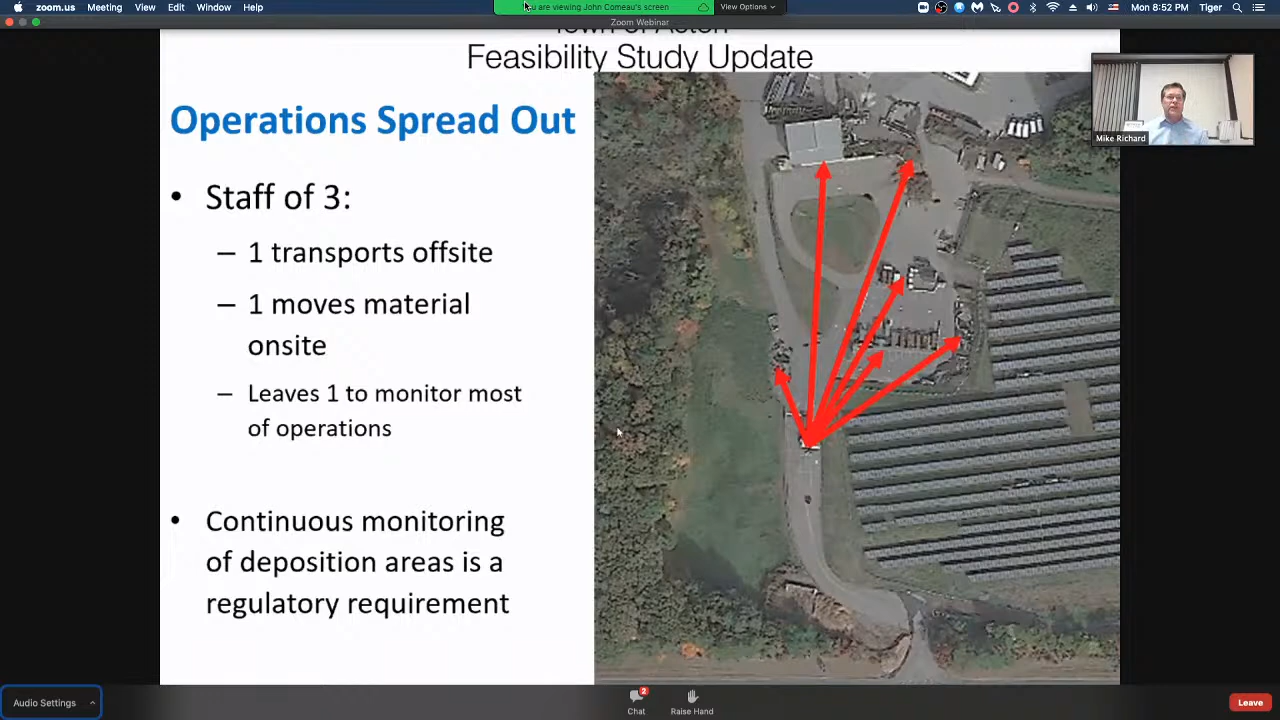 zoom.us Meeting View Edit Window Help
are viewing John Comeau's screen
View Options
Mon 8:52 PM Tiger
Zoom Webinar
Feasibility Study Update
Operations Spread Out
• Staff of 3:
– 1 transports offsite
– 1 moves material
onsite
– Leaves 1 to monitor most
of operations
• Continuous monitoring
of deposition areas is a
regulatory requirement
Mike Richard
Audio Settings
2
Chat
Raise Hand
Leave